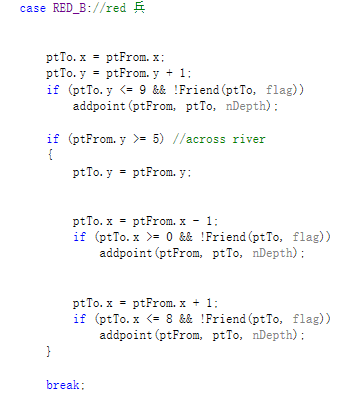 case RED_B://red 兵
ptTo.x = ptFrom.x;
ptTo.y = ptFrom.y + 1;
if (ptTo.y <= 9 && !Friend(ptTo, flag))
addpoint(ptFrom, ptTo, nDepth);
if (ptFrom.y >= 5) //across river
{
ptTo.y = ptFrom.y;
ptTo.x = ptFrom.x - 1;
if (ptTo.x >= 0 && !Friend(ptTo, flag))
addpoint(ptFrom, ptTo, nDepth);
ptTo.x = ptFrom.x + 1;
if (ptTo.x <= 8 && !Friend(ptTo, flag))
addpoint(ptFrom, ptTo, nDepth);
}
break;